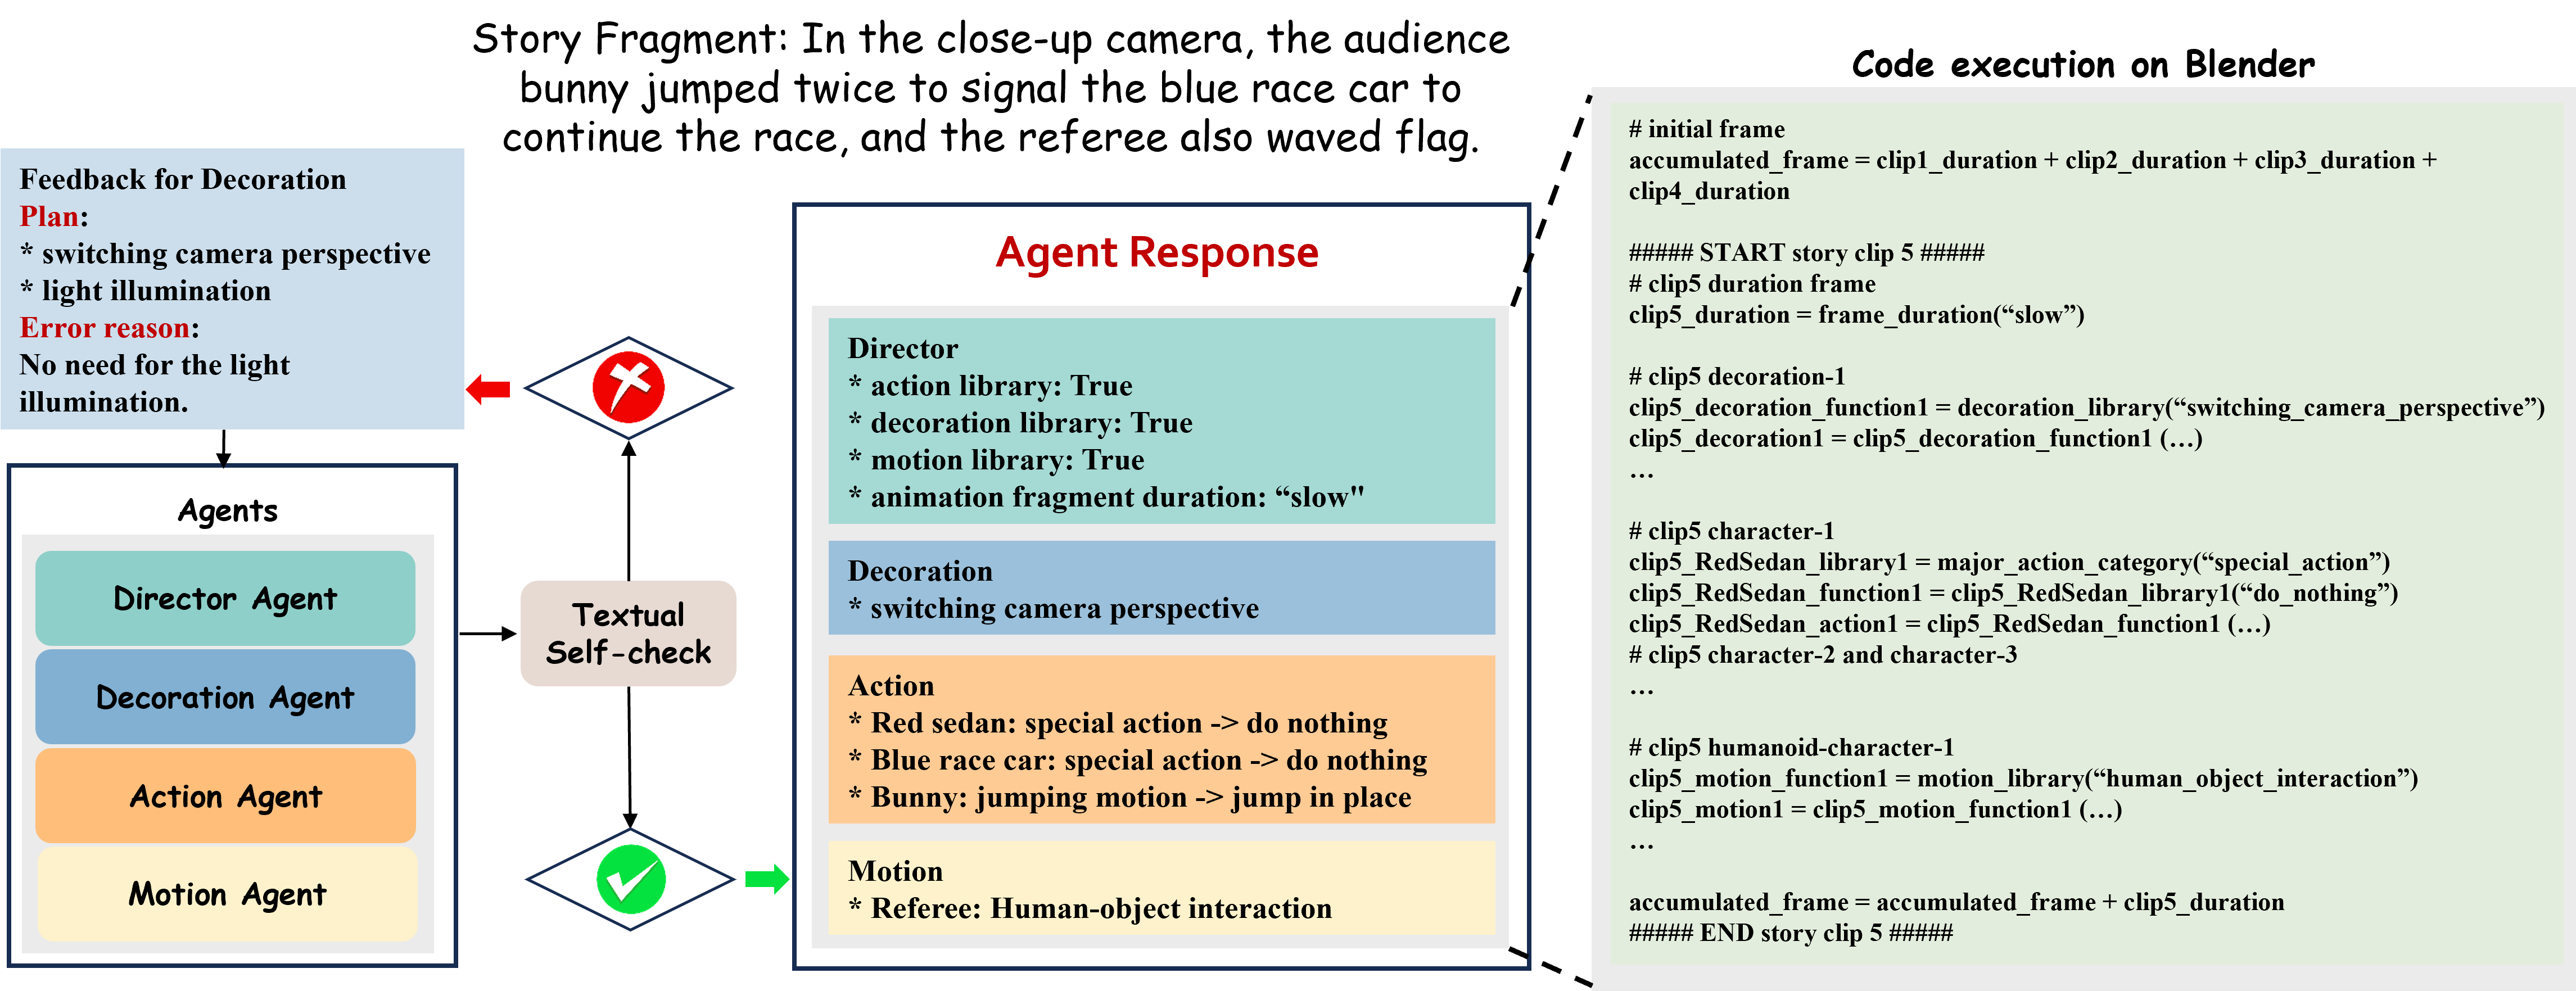 Story Fragment: In the close-up camera, the audience
bunny jumped twice to signal the blue race car to
continue the race, and the referee also waved flag.
Feedback for Decoration
Plan:
* switching camera perspective
* light illumination
Error reason:
No need for the light
illumination.
Agents
Director Agent
Decoration Agent
Action Agent
Motion Agent
Textual
Self-check
Agent Response
Director
* action library: True
* decoration library: True
* motion library: True
* animation fragment duration: “slow"
Decoration
* switching camera perspective
Action
* Red sedan: special action -> do nothing
* Blue race car: special action -> do nothing
* Bunny: jumping motion -> jump in place
Motion
* Referee: Human-object interaction
Code execution on Blender
# initial frame
accumulated_frame = clip1_duration + clip2_duration + clip3_duration +
clip4_duration
##### START story clip 5 #####
# clip5 duration frame
clip5_duration = frame_duration(“slow”)
# clip5 decoration-1
clip5_decoration_function1 = decoration_library(“switching_camera_perspective”)
clip5_decoration1 = clip5_decoration_function1 (…)
…
# clip5 character-1
clip5_RedSedan_library1 = major_action_category(“special_action”)
clip5_RedSedan_function1 = clip5_RedSedan_library1(“do_nothing”)
clip5_RedSedan_action1 = clip5_RedSedan_function1 (…)
# clip5 character-2 and character-3
…
# clip5 humanoid-character-1
clip5_motion_function1 = motion_library(“human_object_interaction”)
clip5_motion1 = clip5_motion_function1 (…)
…
accumulated_frame = accumulated_frame + clip5_duration
##### END story clip 5 #####